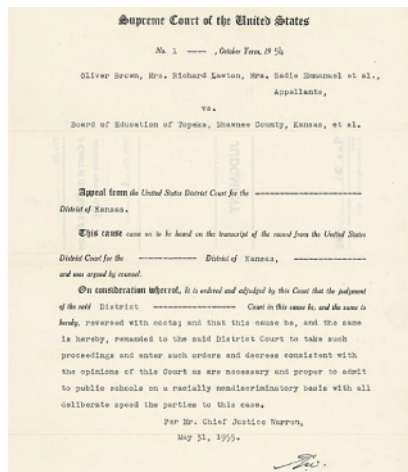 Supreme Court of the United States
No. 1 ---- , October Term, 19 54
Oliver Brown, Mrs. Richard Lawton, Mrs. Sadie Emmanuel et al.,
Appellants,
vs.
Board of Education of Topeka, Shawnee County, Kansas, et al.
Appeal from the United States District Court for the --------------------
District of Kansas.
This cause came on to be heard on the transcript of the record from the United States
District Court for the ------------ District of Kansas, ------------
and was argued by counsel.
On consideration whereof, It is ordered and adjudged by this Court that the judgment
of the said District -------------------- Court in this cause be, and the same is
hereby, reversed with costs; and that this cause be, and the same
is hereby, remanded to the said District Court to take such
proceedings and enter such orders and decrees consistent with
the opinions of this Court as are necessary and proper to admit
to public schools on a racially nondiscriminatory basis with all
deliberate speed the parties to this case.
Per Mr. Chief Justice Warren,
May 31, 1955.